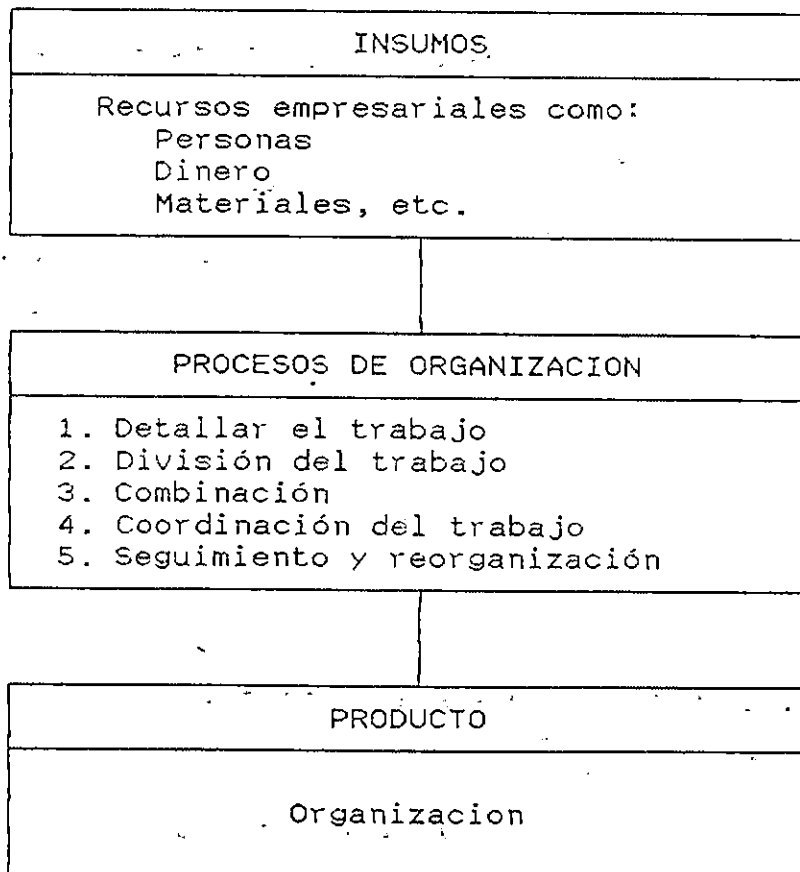 INSUMOS
Recursos empresariales como:
Personas
Dinero
Materiales, etc.
PROCESOS DE ORGANIZACION
1. Detallar el trabajo
2. División del trabajo
3. Combinación
4. Coordinación del trabajo
5. Seguimiento y reorganización
PRODUCTO
Organizacion